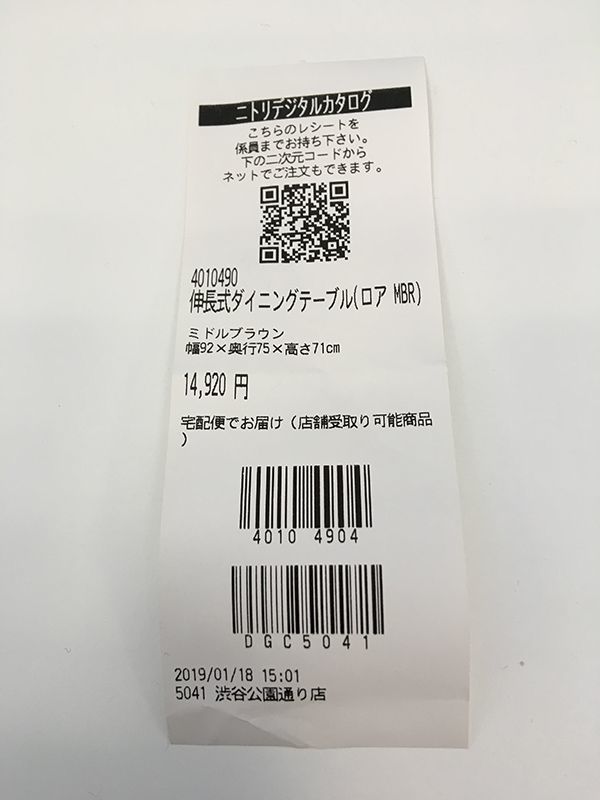 ニトリデジタルカタログ
こちらのレシートを
係員までお持ち下さい。
下の二次元コードから
ネットでご注文もできます。
4010490
伸長式ダイニングテーブル(ロア MBR)
ミドルブラウン
幅92×奥行75×高さ71cm
14,920 円
宅配便でお届け（店舗受取り可能商品
）
4010 4904
DGC5041
2019/01/18 15:01
5041 渋谷公園通り店